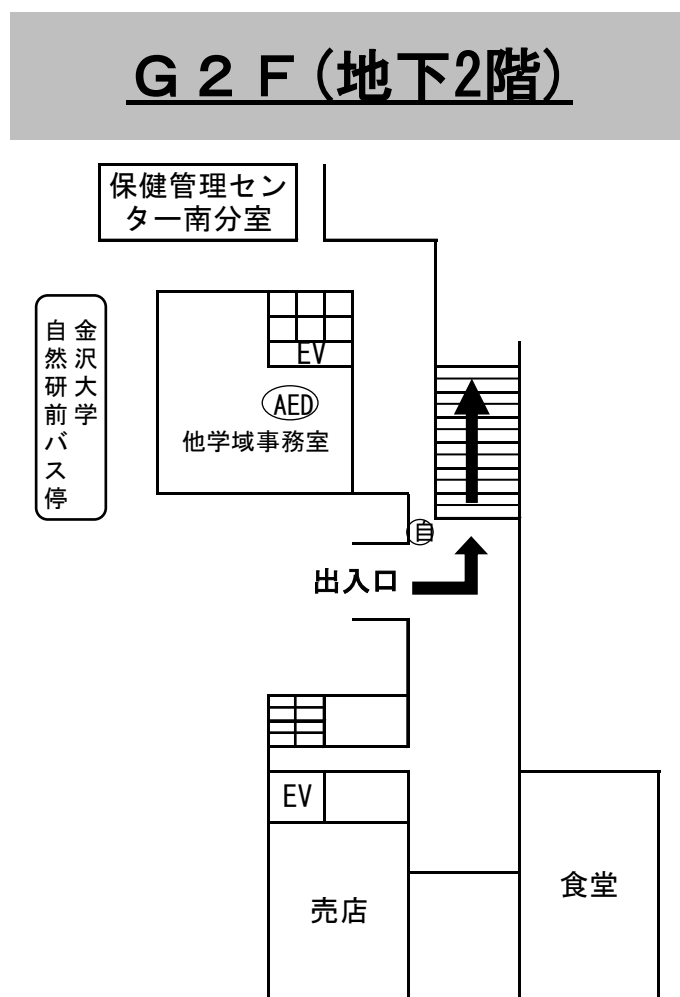 Ｇ２Ｆ(地下2階)
保健管理セン
ター南分室
金沢大学
自然研前バス停
EV
AED
他学域事務室
自
出入口
EV
売店
食堂